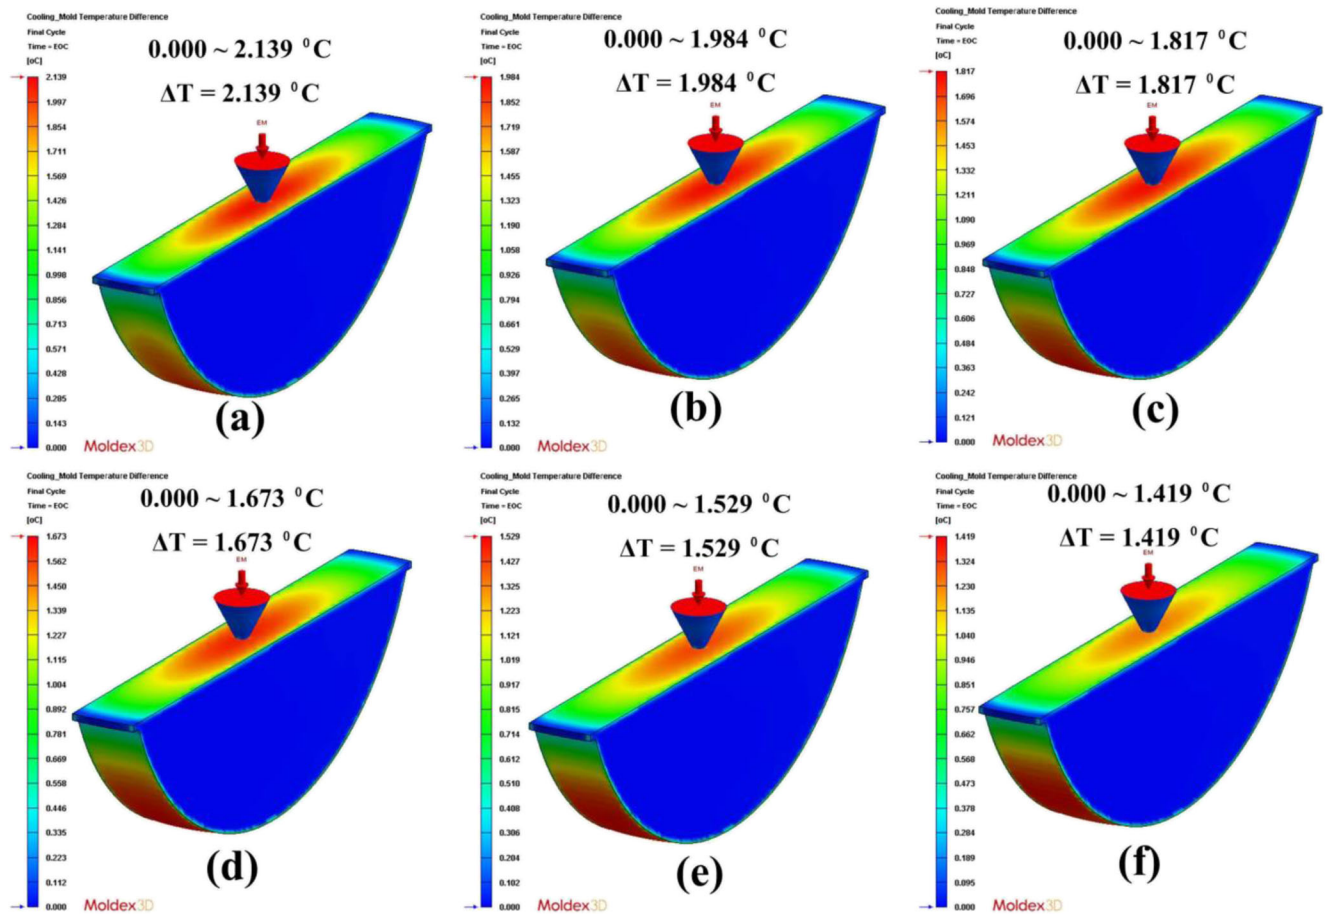 Cooling_Mold Temperature Difference
Final Cycle
Time = EOC
[oC]
0.000 ~ 2.139 ⁰C
ΔT = 2.139 ⁰C
EM
2.139
1.997
1.854
1.711
1.569
1.426
1.284
1.141
0.998
0.856
0.713
0.571
0.428
0.285
0.143
0.000
(a)
Moldex3D
Cooling_Mold Temperature Difference
Final Cycle
Time = EOC
[oC]
0.000 ~ 1.984 ⁰C
ΔT = 1.984 ⁰C
EM
1.984
1.852
1.719
1.587
1.455
1.323
1.190
1.058
0.926
0.794
0.661
0.529
0.397
0.265
0.132
0.000
(b)
Moldex3D
Cooling_Mold Temperature Difference
Final Cycle
Time = EOC
[oC]
0.000 ~ 1.817 ⁰C
ΔT = 1.817 ⁰C
EM
1.817
1.696
1.574
1.453
1.332
1.211
1.090
0.969
0.848
0.727
0.606
0.484
0.363
0.242
0.121
0.000
(c)
Moldex3D
Cooling_Mold Temperature Difference
Final Cycle
Time = EOC
[oC]
0.000 ~ 1.673 ⁰C
ΔT = 1.673 ⁰C
EM
1.673
1.562
1.450
1.339
1.227
1.115
1.004
0.892
0.781
0.669
0.558
0.446
0.335
0.223
0.112
0.000
(d)
Moldex3D
Cooling_Mold Temperature Difference
Final Cycle
Time = EOC
[oC]
0.000 ~ 1.529 ⁰C
ΔT = 1.529 ⁰C
EM
1.529
1.427
1.325
1.223
1.121
1.019
0.917
0.815
0.714
0.612
0.510
0.408
0.306
0.204
0.102
0.000
(e)
Moldex3D
Cooling_Mold Temperature Difference
Final Cycle
Time = EOC
[oC]
0.000 ~ 1.419 ⁰C
ΔT = 1.419 ⁰C
EM
1.419
1.324
1.230
1.135
1.040
0.946
0.851
0.757
0.662
0.568
0.473
0.378
0.284
0.189
0.095
0.000
(f)
Moldex3D